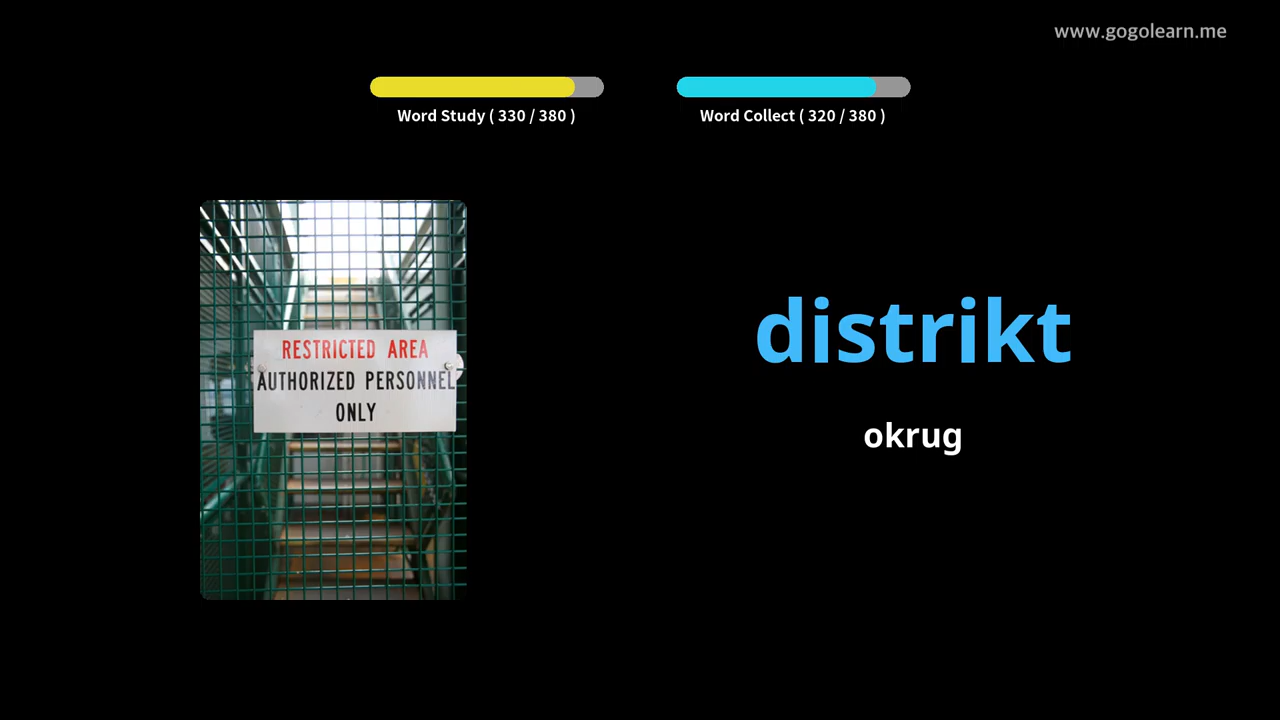 www.gogolearn.me
Word Study ( 330 / 380 )
Word Collect ( 320 / 380 )
RESTRICTED AREA
AUTHORIZED PERSONNEL
ONLY
distrikt
okrug